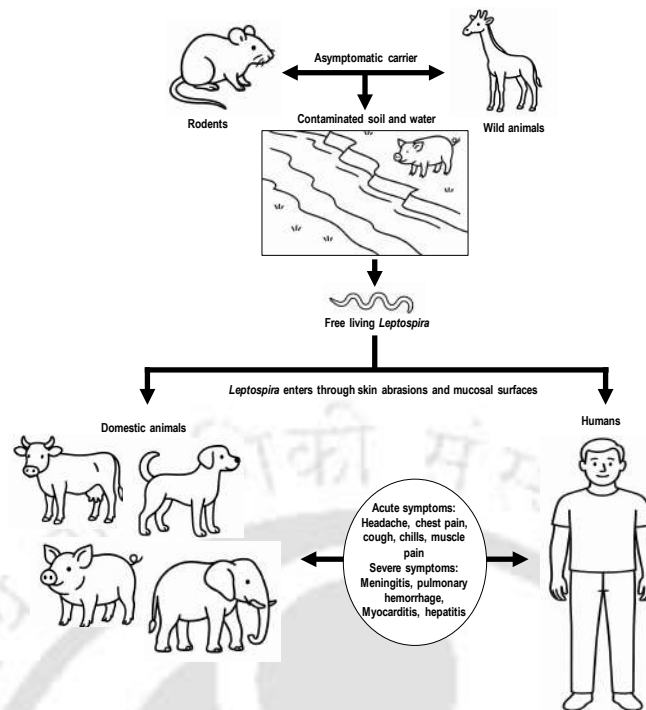 Asymptomatic carrier
Rodents
Wild animals
Contaminated soil and water
Free living Leptospira
Leptospira enters through skin abrasions and mucosal surfaces
Domestic animals
Humans
Acute symptoms:
Headache, chest pain,
cough, chills, muscle
pain
Severe symptoms:
Meningitis, pulmonary
hemorrhage,
Myocarditis, hepatitis